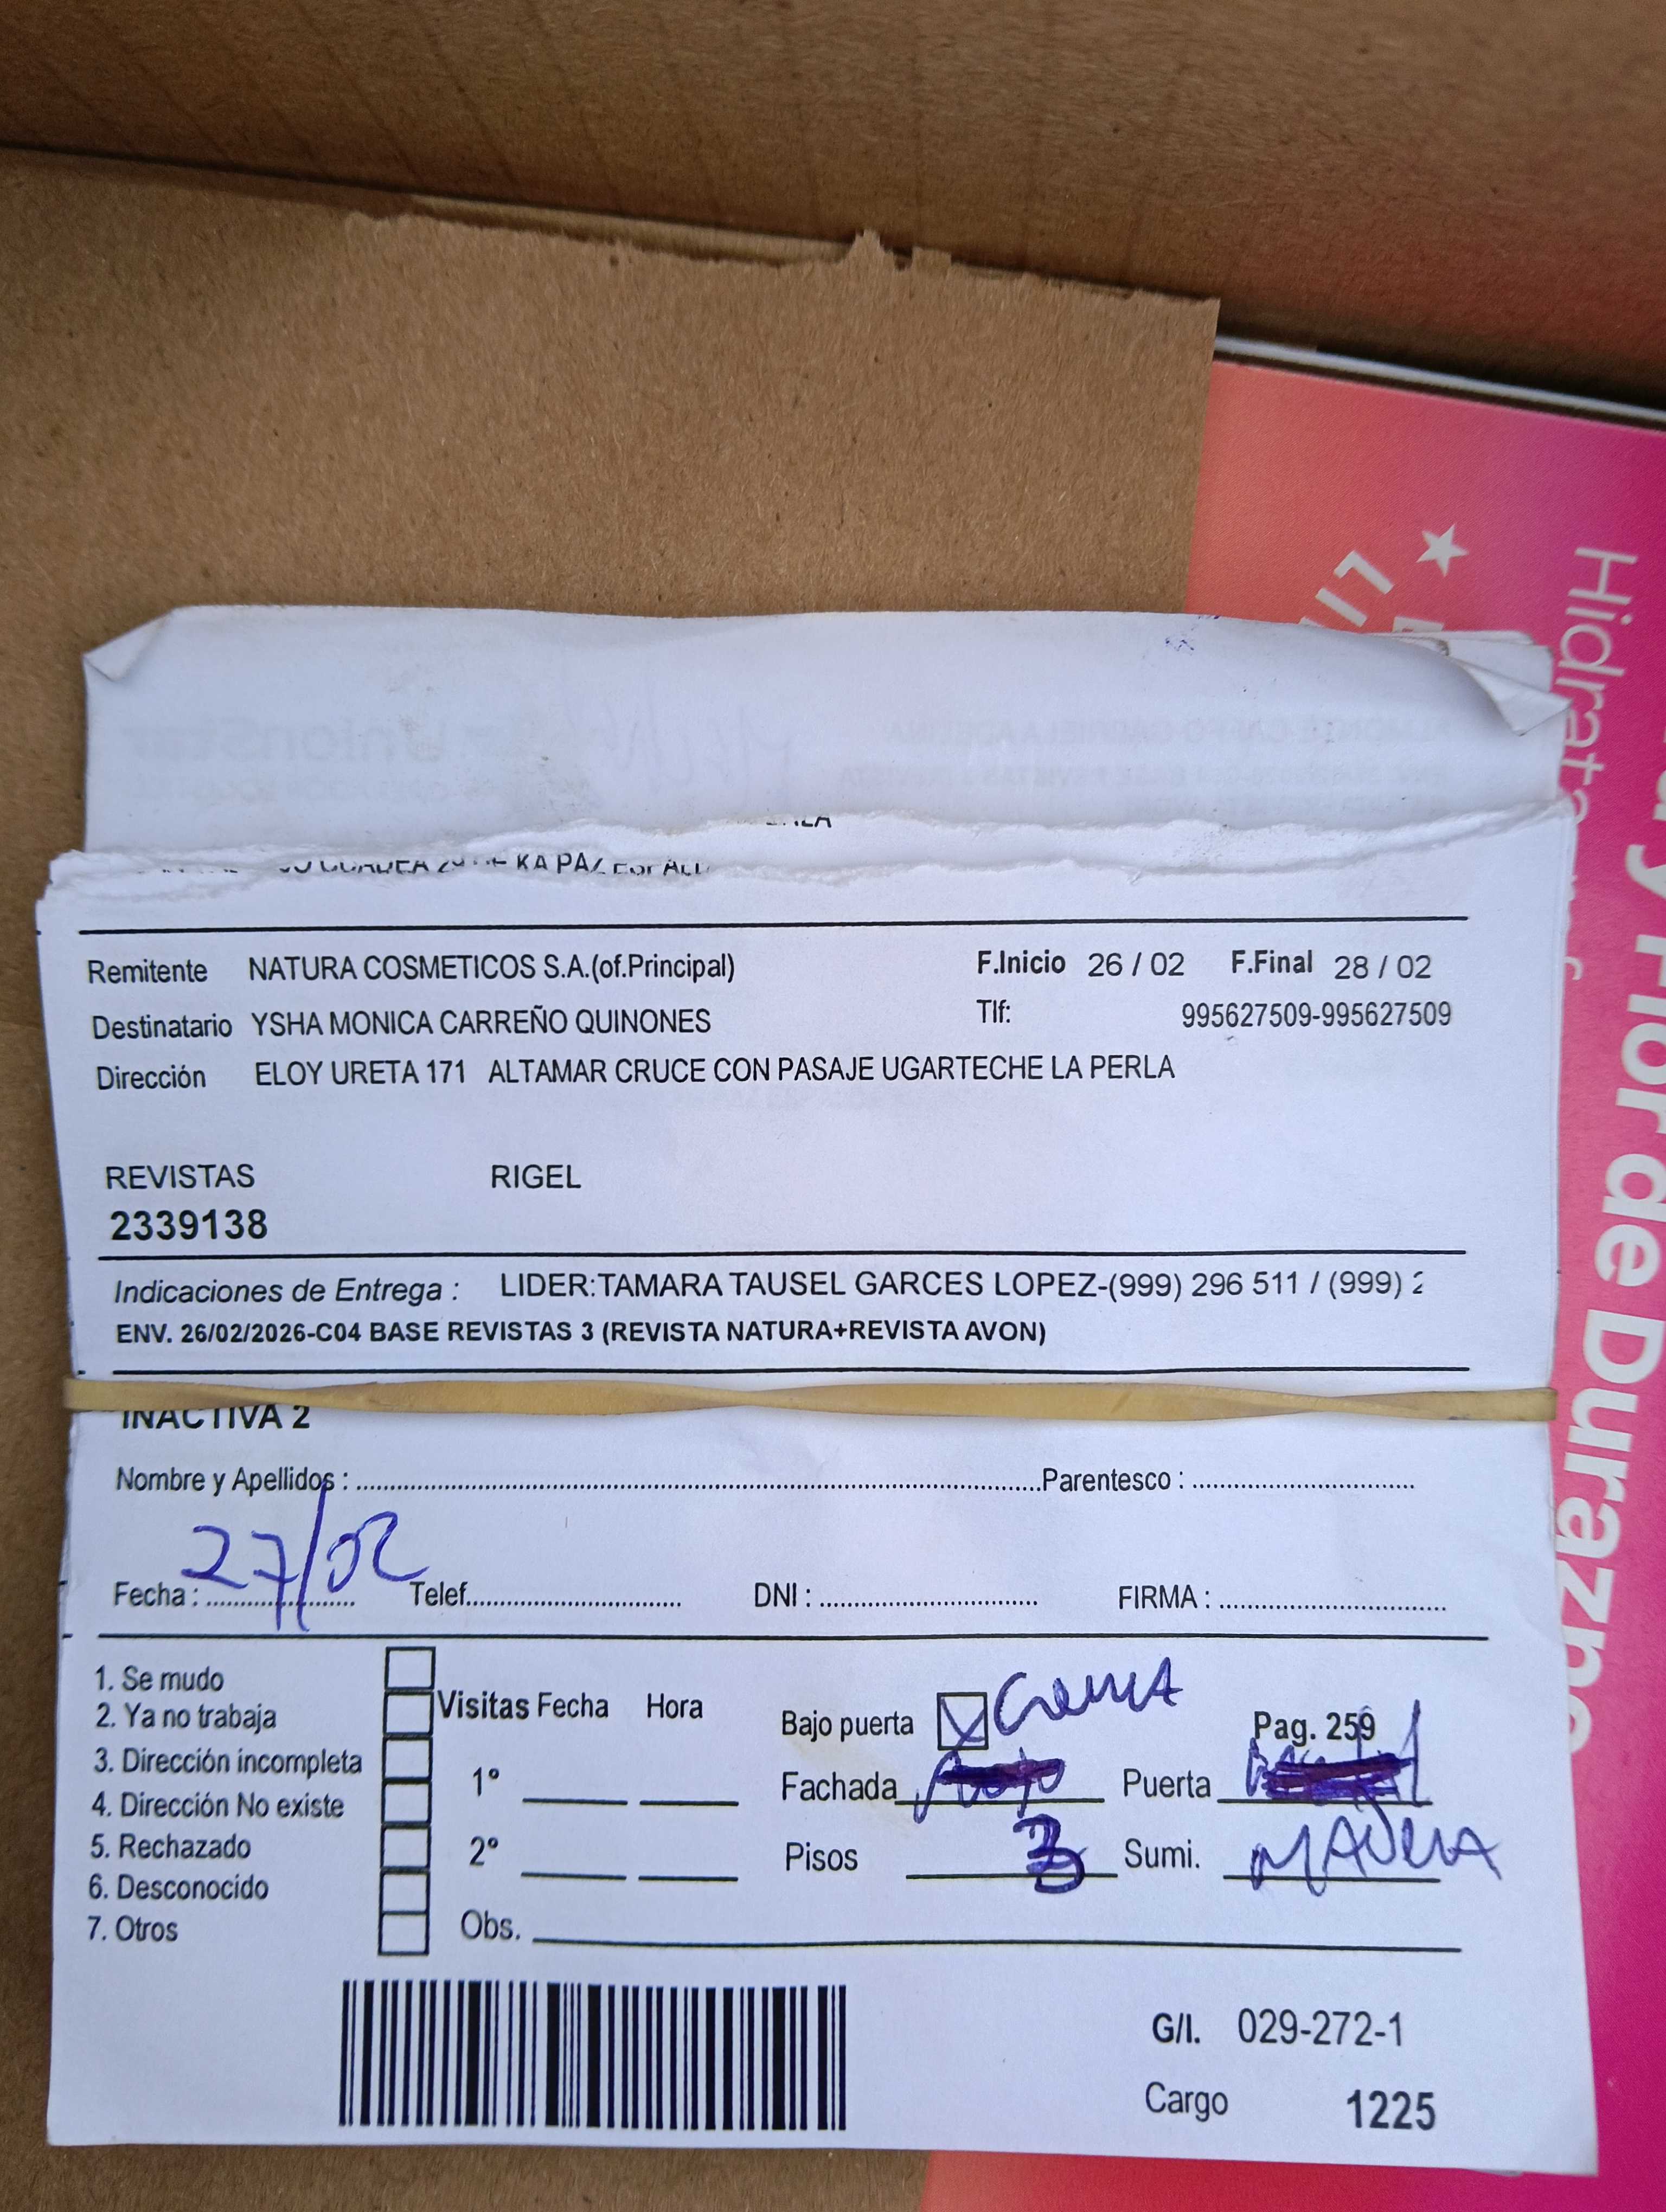 KA PAZ
Remitente NATURA COSMETICOS S.A.(of.Principal) F.Inicio 26 / 02 F.Final 28 / 02
Destinatario YSHA MONICA CARREÑO QUINONES Tlf: 995627509-995627509
Dirección ELOY URETA 171 ALTAMAR CRUCE CON PASAJE UGARTECHE LA PERLA
REVISTAS RIGEL
2339138
Indicaciones de Entrega : LIDER:TAMARA TAUSEL GARCES LOPEZ-(999) 296 511 / (999) 2
ENV. 26/02/2026-C04 BASE REVISTAS 3 (REVISTA NATURA+REVISTA AVON)
INACTIVA 2
Nombre y Apellidos : Parentesco :
Fecha : 27/02 Telef. DNI : FIRMA :
1. Se mudo
2. Ya no trabaja
3. Dirección incompleta
4. Dirección No existe
5. Rechazado
6. Desconocido
7. Otros
Visitas Fecha Hora
1°
2°
Obs.
Bajo puerta Crema Pag. 259
Fachada Puerta
Pisos 3 Sumi. MADERA
G/I. 029-272-1
Cargo 1225
Hidrata
y Flor de Durazno